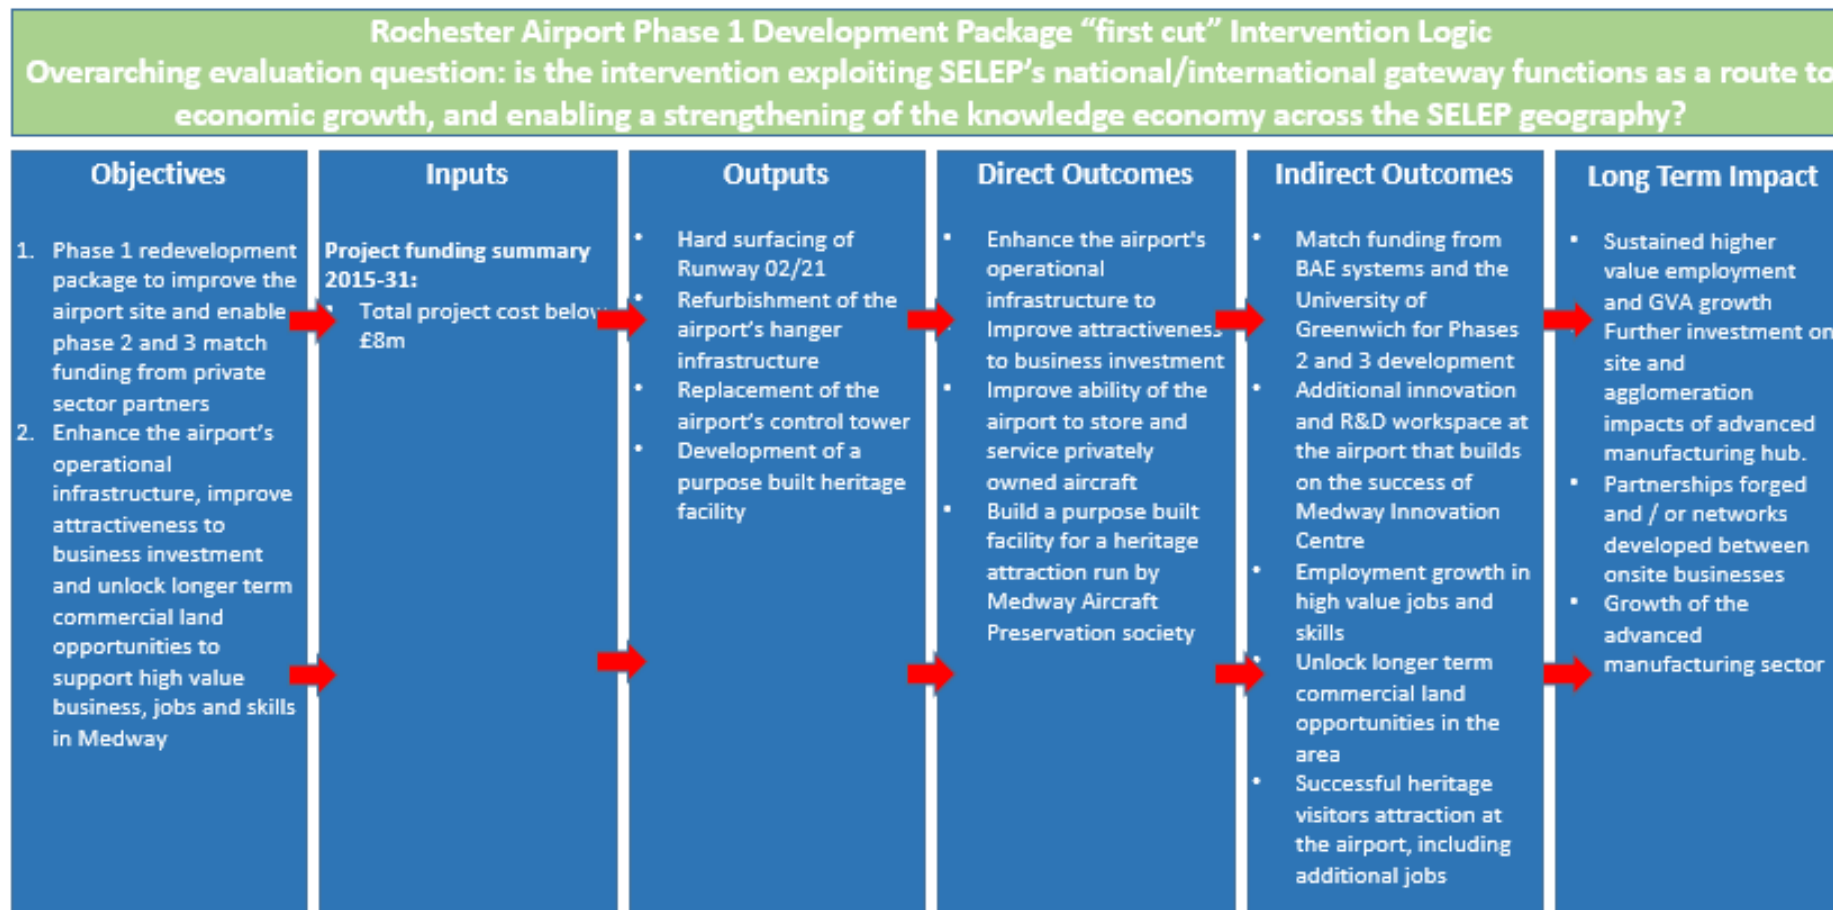 Rochester Airport Phase 1 Development Package “first cut” Intervention Logic
Overarching evaluation question: is the intervention exploiting SELEP’s national/international gateway functions as a route to
economic growth, and enabling a strengthening of the knowledge economy across the SELEP geography?
Objectives
1. Phase 1 redevelopment
package to improve the
airport site and enable
phase 2 and 3 match
funding from private
sector partners
2. Enhance the airport’s
operational
infrastructure, improve
attractiveness to
business investment
and unlock longer term
commercial land
opportunities to
support high value
business, jobs and skills
in Medway
Inputs
Project funding summary
2015-31:
• Total project cost below
£8m
Outputs
• Hard surfacing of
Runway 02/21
• Refurbishment of the
airport’s hanger
infrastructure
• Replacement of the
airport’s control tower
• Development of a
purpose built heritage
facility
Direct Outcomes
• Enhance the airport's
operational
infrastructure to
• Improve attractiveness
to business investment
• Improve ability of the
airport to store and
service privately
owned aircraft
• Build a purpose built
facility for a heritage
attraction run by
Medway Aircraft
Preservation society
Indirect Outcomes
• Match funding from
BAE systems and the
University of
Greenwich for Phases
2 and 3 development
• Additional innovation
and R&D workspace at
the airport that builds
on the success of
Medway Innovation
Centre
• Employment growth in
high value jobs and
skills
• Unlock longer term
commercial land
opportunities in the
area
• Successful heritage
visitors attraction at
the airport, including
additional jobs
Long Term Impact
• Sustained higher
value employment
and GVA growth
• Further investment on
site and
agglomeration
impacts of advanced
manufacturing hub.
• Partnerships forged
and / or networks
developed between
onsite businesses
• Growth of the
advanced
manufacturing sector